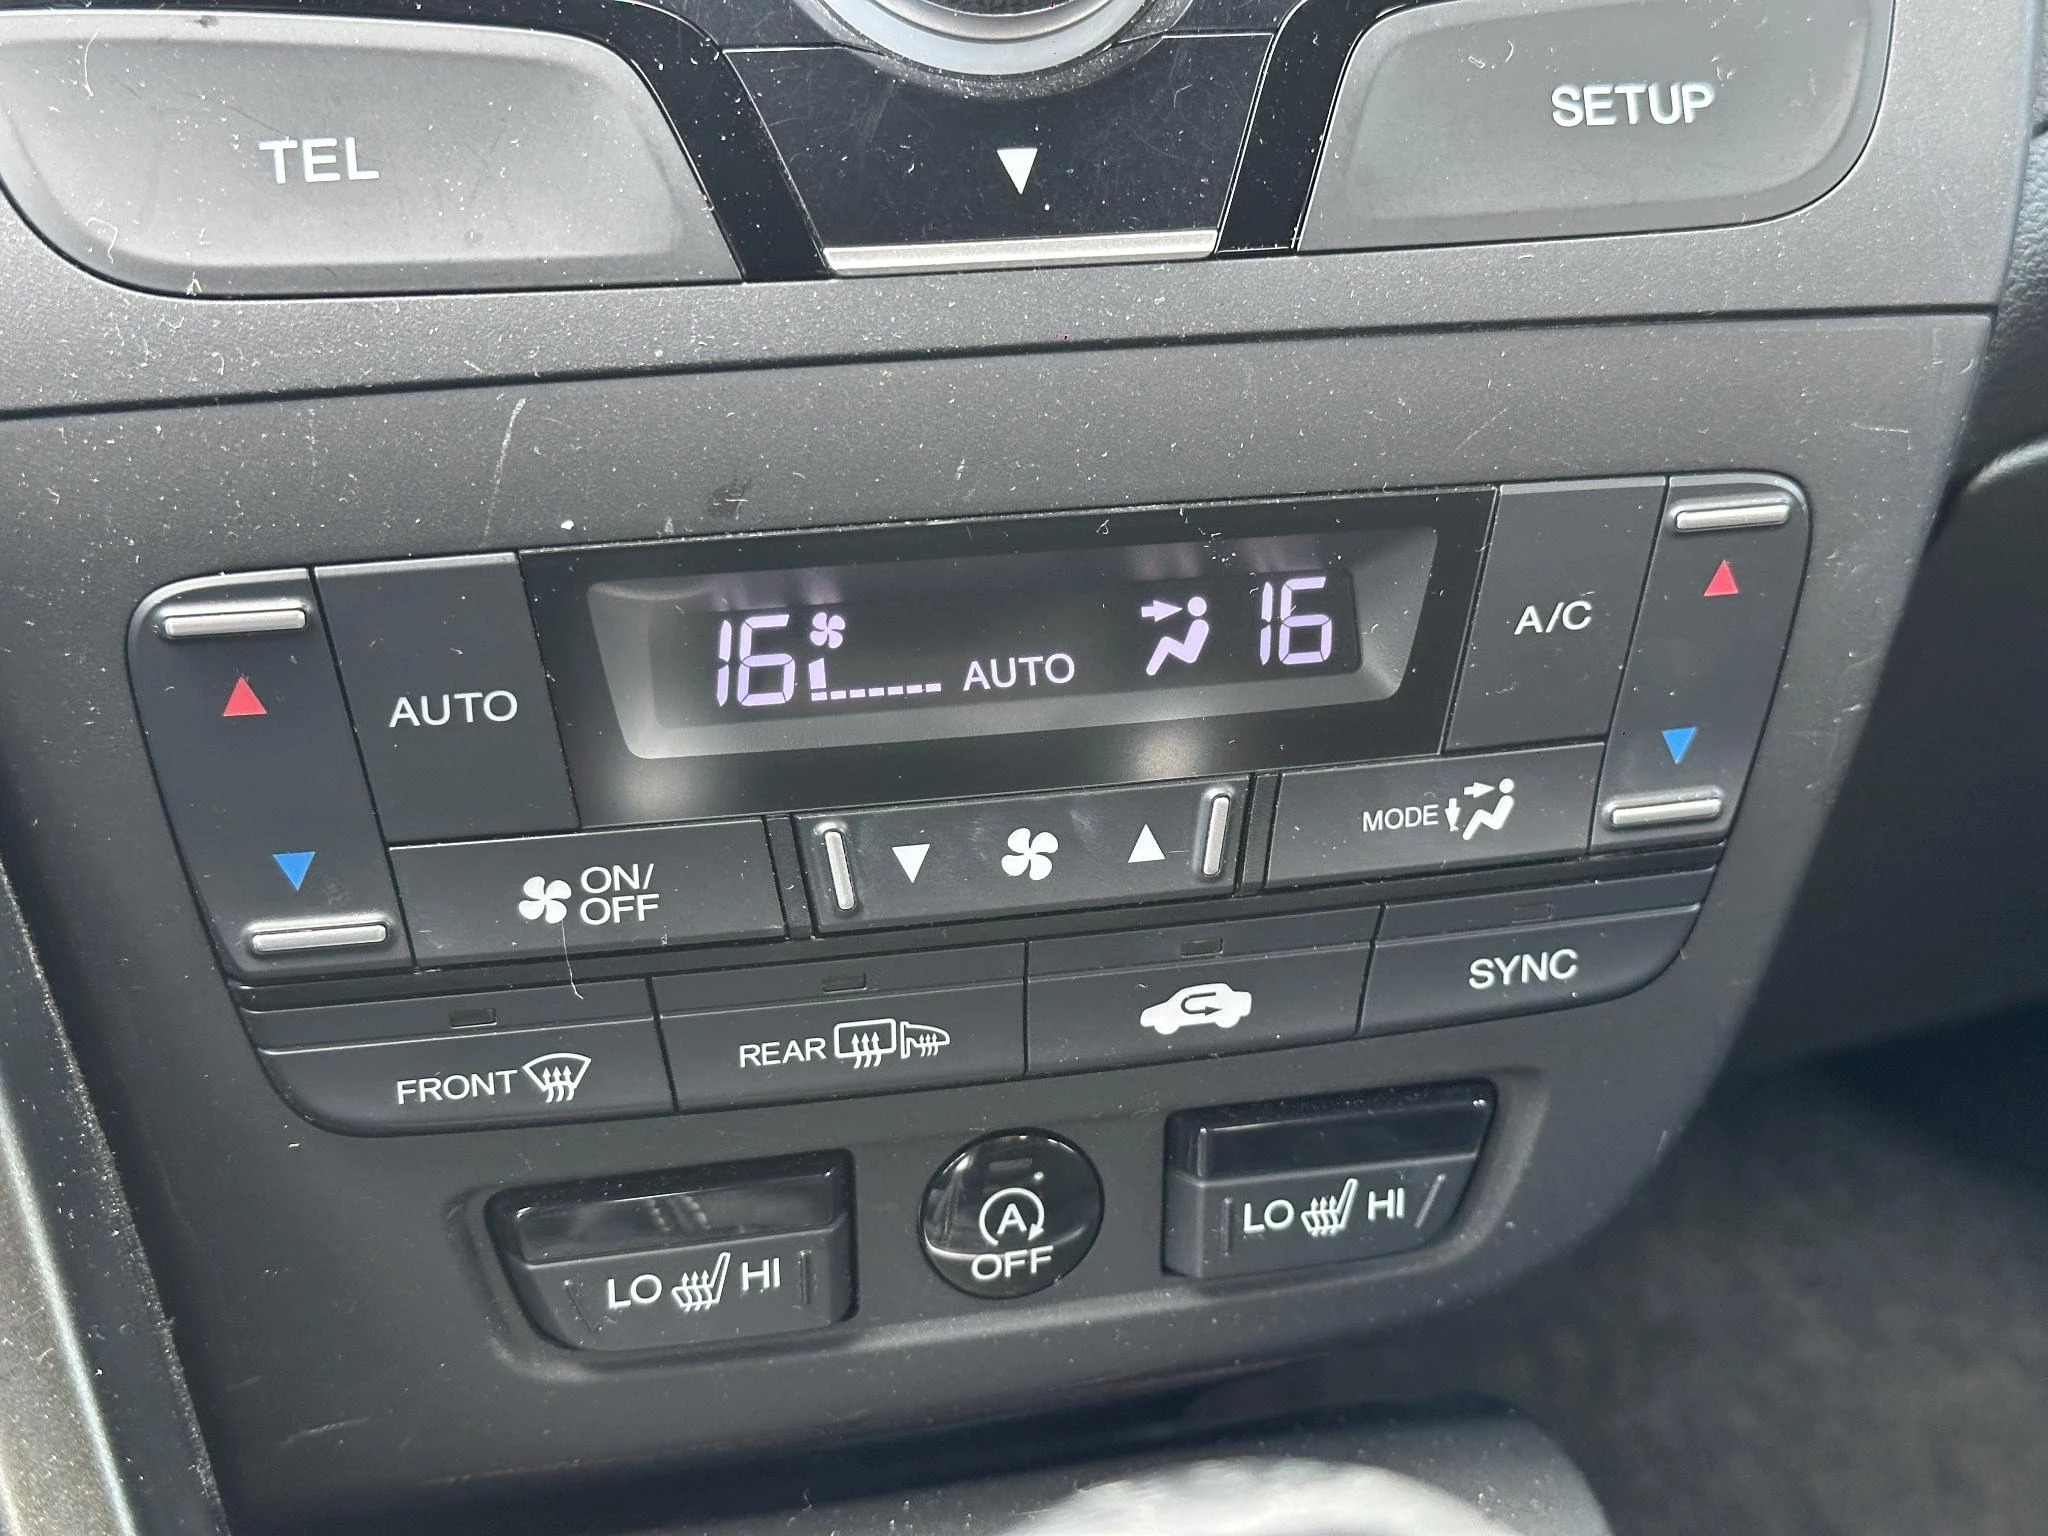 TEL
SETUP
16 AUTO 16
AUTO
A/C
ON/
OFF
MODE
FRONT
REAR
SYNC
LO HI
A
OFF
LO HI